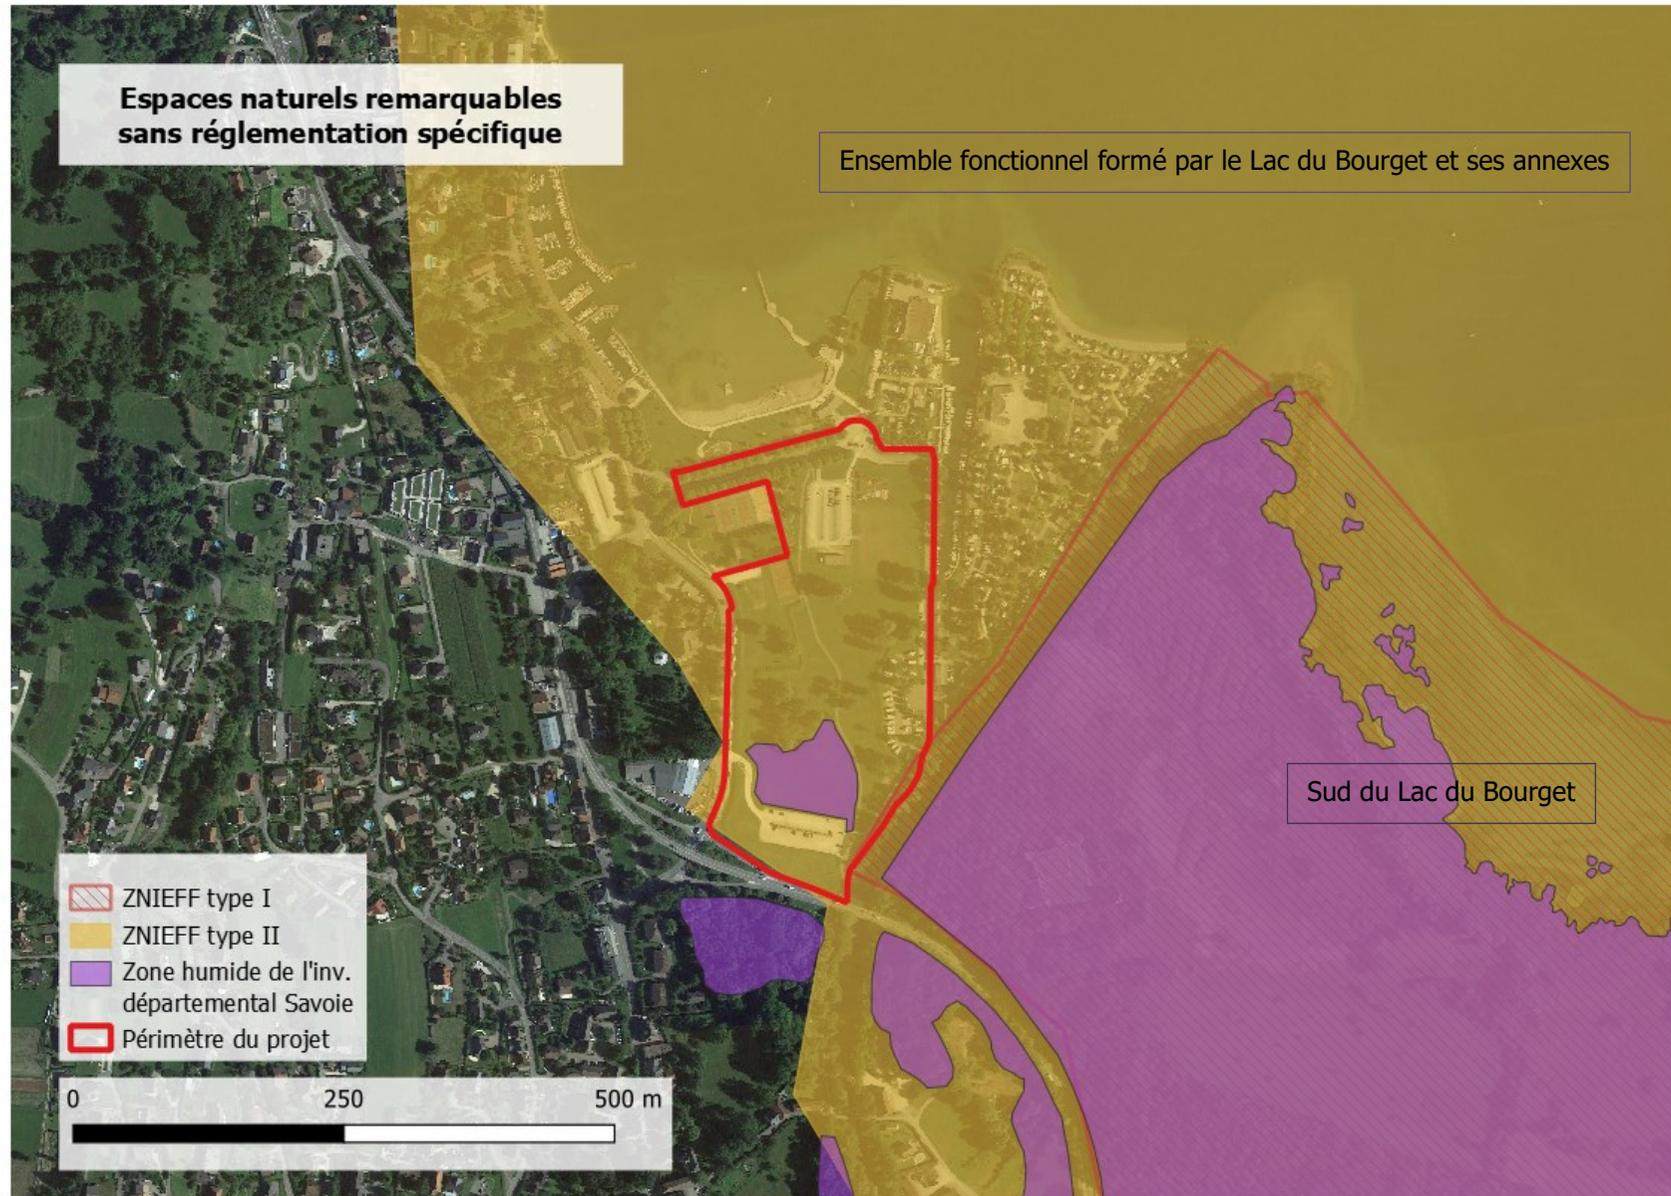 Espaces naturels remarquables
sans réglementation spécifique
Ensemble fonctionnel formé par le Lac du Bourget et ses annexes
Sud du Lac du Bourget
ZNIEFF type I
ZNIEFF type II
Zone humide de l'inv.
départemental Savoie
Périmètre du projet
0 250 500 m